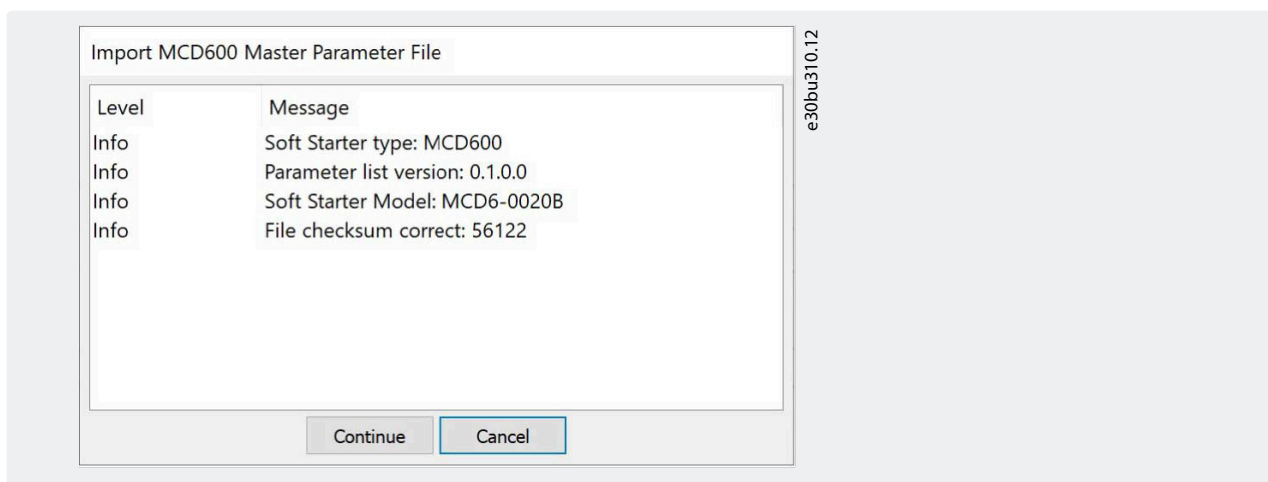 Import MCD600 Master Parameter File
Level Message
Info Soft Starter type: MCD600
Info Parameter list version: 0.1.0.0
Info Soft Starter Model: MCD6-0020B
Info File checksum correct: 56122
Continue Cancel
e30bu310.12